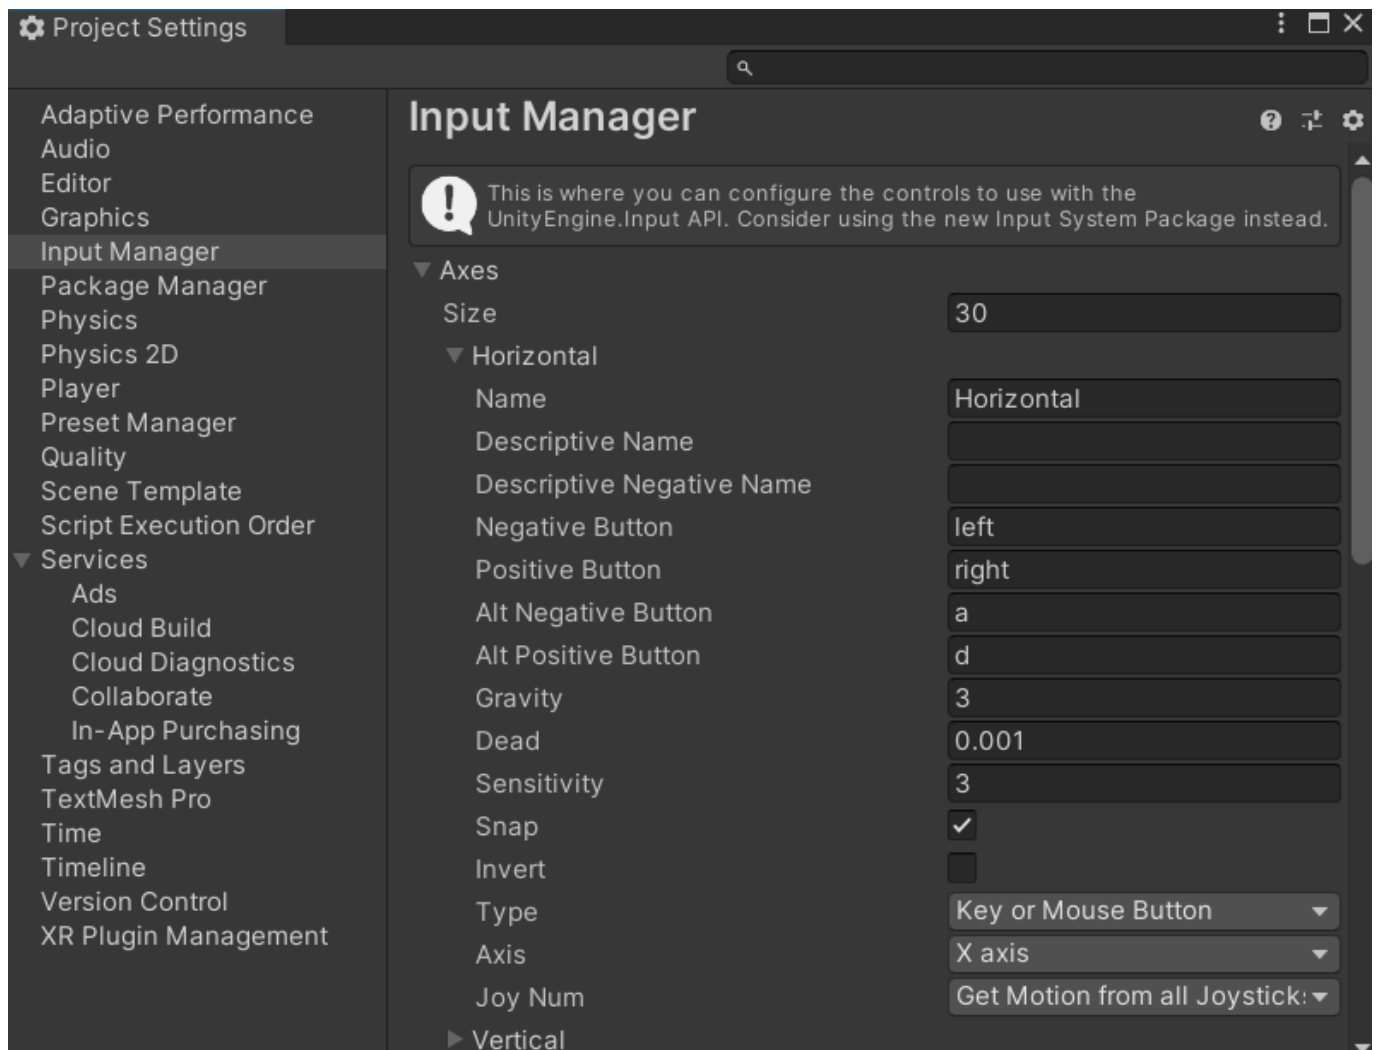 Project Settings
Adaptive Performance
Audio
Editor
Graphics
Input Manager
Package Manager
Physics
Physics 2D
Player
Preset Manager
Quality
Scene Template
Script Execution Order
Services
Ads
Cloud Build
Cloud Diagnostics
Collaborate
In-App Purchasing
Tags and Layers
TextMesh Pro
Time
Timeline
Version Control
XR Plugin Management
Input Manager
This is where you can configure the controls to use with the
UnityEngine.Input API. Consider using the new Input System Package instead.
Axes
Size 30
Horizontal
Name Horizontal
Descriptive Name
Descriptive Negative Name
Negative Button left
Positive Button right
Alt Negative Button a
Alt Positive Button d
Gravity 3
Dead 0.001
Sensitivity 3
Snap
Invert
Type Key or Mouse Button
Axis X axis
Joy Num Get Motion from all Joysticks
Vertical